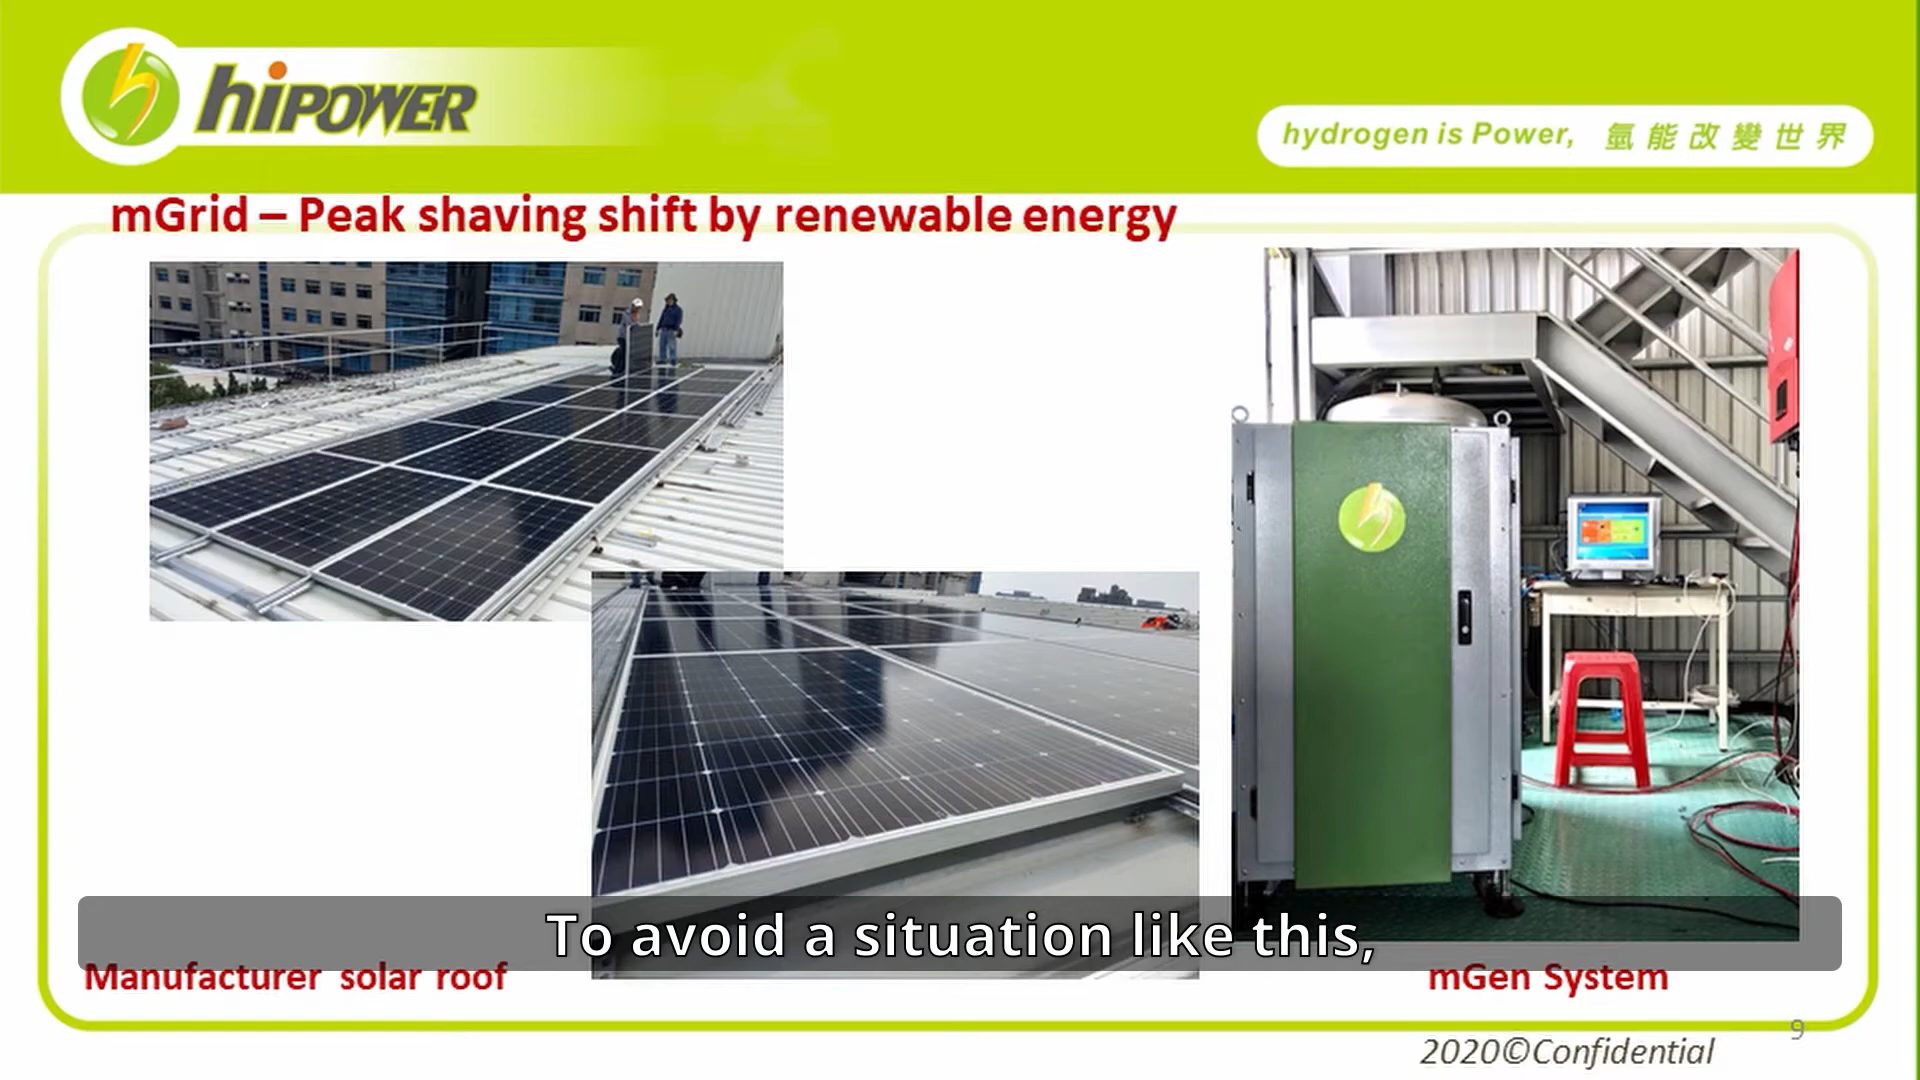 hiPOWER
hydrogen is Power, 氫能改變世界
mGrid – Peak shaving shift by renewable energy
To avoid a situation like this,
Manufacturer solar roof
mGen System
9
2020©Confidential